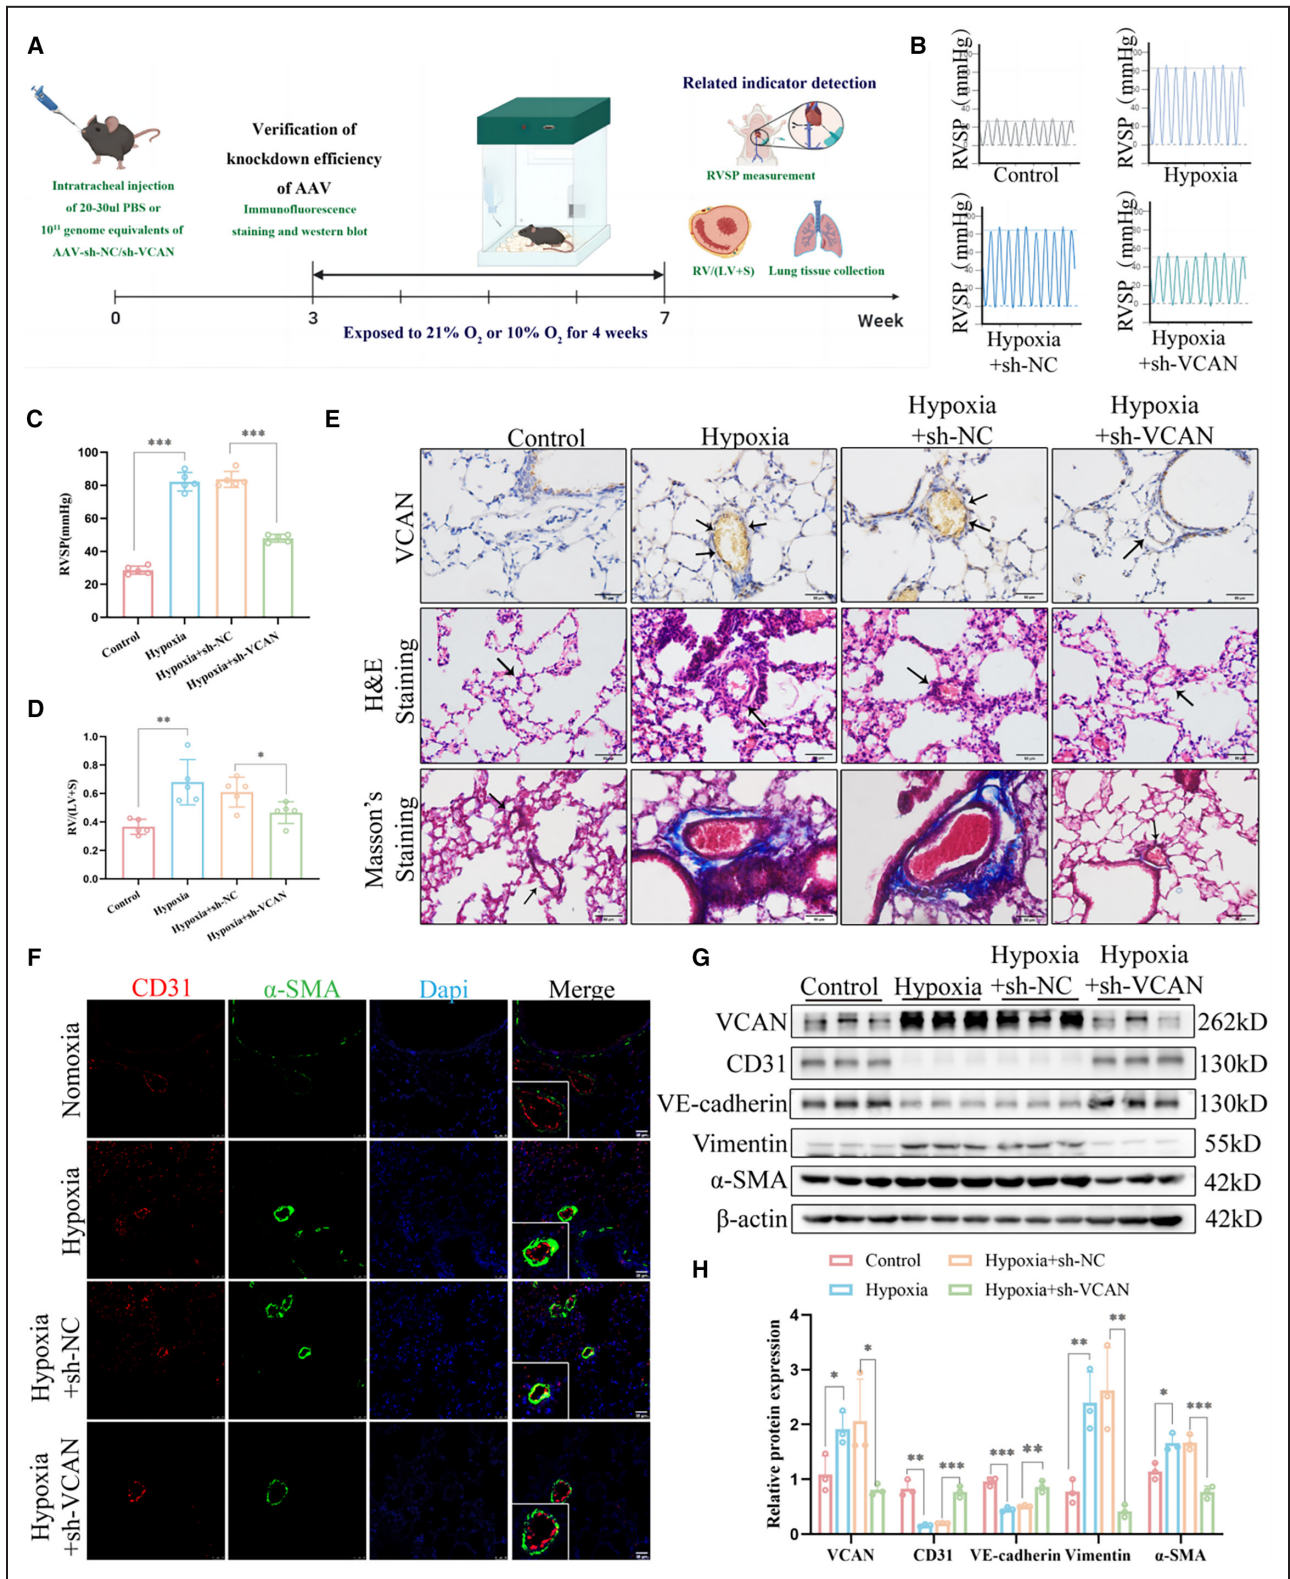 A
Intratracheal injection
of 20-30ul PBS or
10¹¹ genome equivalents of
AAV-sh-NC/sh-VCAN
Verification of
knockdown efficiency
of AAV
Immunofluorescence
staining and western blot
Related indicator detection
RVSP measurement
RV/(LV+S)
Lung tissue collection
0
3
7
Week
Exposed to 21% O₂ or 10% O₂ for 4 weeks
B
RVSP (mmHg)
Control
RVSP (mmHg)
Hypoxia
RVSP (mmHg)
Hypoxia
+sh-NC
RVSP (mmHg)
Hypoxia
+sh-VCAN
C
RVSP(mmHg)
100
80
60
40
20
0
***
***
Control
Hypoxia
Hypoxia+sh-NC
Hypoxia+sh-VCAN
D
RV/(LV+S)
1.0
0.8
0.6
0.4
0.2
0.0
**
*
Control
Hypoxia
Hypoxia+sh-NC
Hypoxia+sh-VCAN
E
Control
Hypoxia
Hypoxia
+sh-NC
Hypoxia
+sh-VCAN
VCAN
H&E
Staining
Masson's
Staining
F
CD31
α-SMA
Dapi
Merge
Nomoxia
Hypoxia
Hypoxia
+sh-NC
Hypoxia
+sh-VCAN
G
Control
Hypoxia
Hypoxia
+sh-NC
Hypoxia
+sh-VCAN
VCAN 262kD
CD31 130kD
VE-cadherin 130kD
Vimentin 55kD
α-SMA 42kD
β-actin 42kD
H
Control
Hypoxia
Hypoxia+sh-NC
Hypoxia+sh-VCAN
Relative protein expression
4
3
2
1
0
*
*
**
***
***
**
**
**
*
***
VCAN
CD31
VE-cadherin
Vimentin
α-SMA